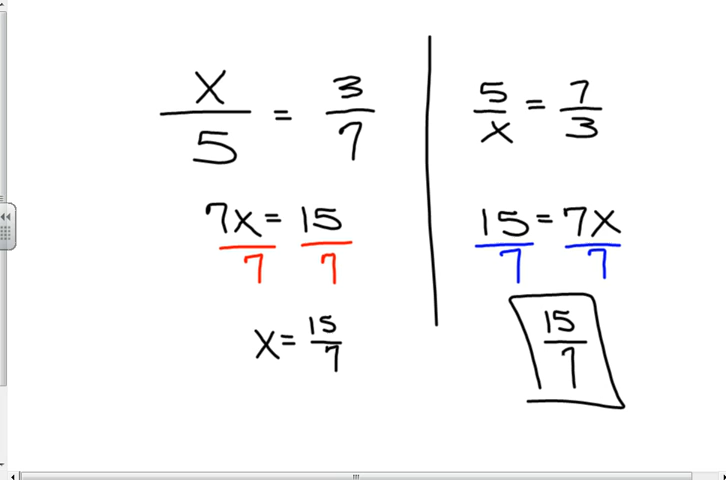 x/5 = 3/7
7x = 15
7 7
x = 15/7
5/x = 7/3
15 = 7x
7 7
15/7